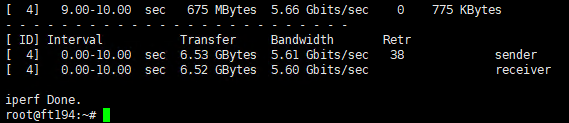 [  4]   9.00-10.00  sec   675 MBytes  5.66 Gbits/sec    0    775 KBytes
- - - - - - - - - - - - - - - - - - - - - - - - -
[ ID] Interval           Transfer     Bandwidth       Retr
[  4]   0.00-10.00  sec  6.53 GBytes  5.61 Gbits/sec   38             sender
[  4]   0.00-10.00  sec  6.52 GBytes  5.60 Gbits/sec                  receiver
iperf Done.
root@ft194:~#